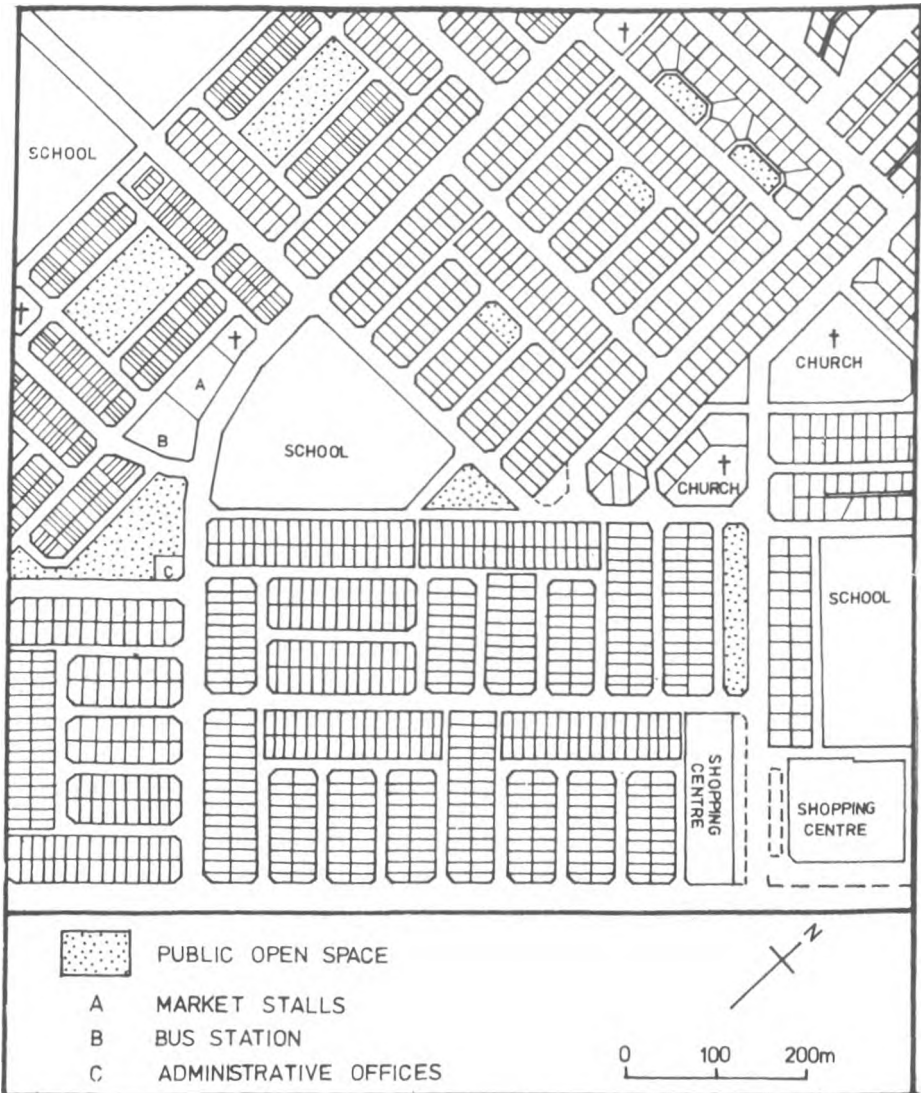 SCHOOL
A
B
SCHOOL
CHURCH
CHURCH
C
SCHOOL
SHOPPING
CENTRE
SHOPPING
CENTRE
PUBLIC OPEN SPACE
A MARKET STALLS
B BUS STATION
C ADMINISTRATIVE OFFICES
N
0 100 200m